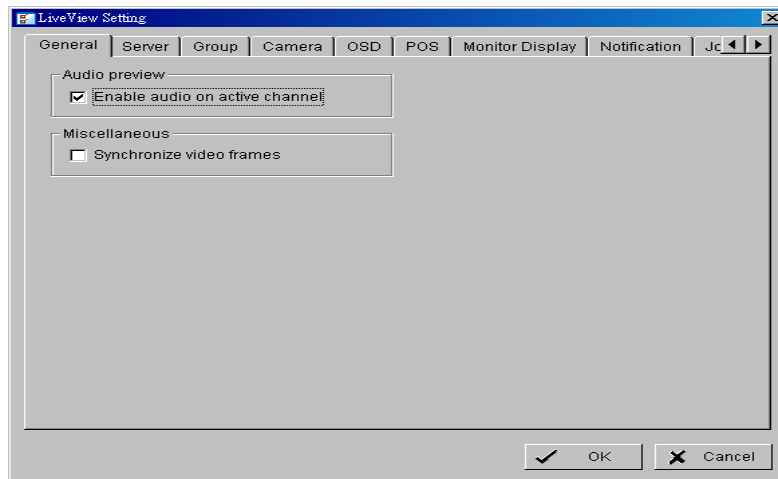 LiveView Setting
General Server Group Camera OSD POS Monitor Display Notification
Audio preview
Enable audio on active channel
Miscellaneous
Synchronize video frames
OK Cancel